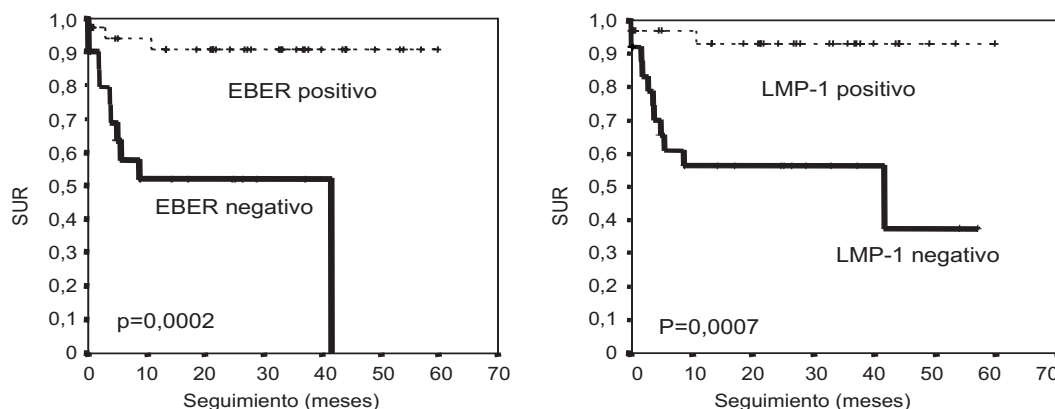 1,0
0,9
0,8
0,7
0,6
0,5
0,4
0,3
0,2
0,1
0
SUR
EBER positivo
EBER negativo
p=0,0002
0 10 20 30 40 50 60 70
Seguimiento (meses)
1,0
0,9
0,8
0,7
0,6
0,5
0,4
0,3
0,2
0,1
0
SUR
LMP-1 positivo
LMP-1 negativo
P=0,0007
0 10 20 30 40 50 60 70
Seguimiento (meses)